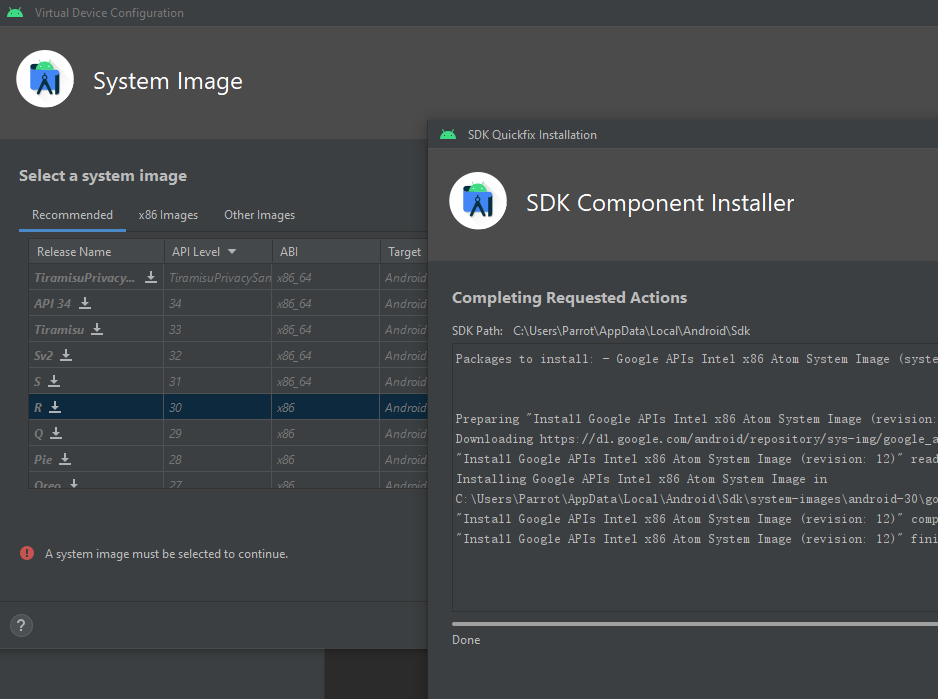 Virtual Device Configuration
System Image
Select a system image
Recommended x86 Images Other Images
Release Name API Level ABI Target
TiramisuPrivacy... TiramisuPrivacySan x86_64 Android
API 34 34 x86_64 Android
Tiramisu 33 x86_64 Android
Sv2 32 x86_64 Android
S 31 x86_64 Android
R 30 x86 Android
Q 29 x86 Android
Pie 28 x86 Android
Oreo 27 x86 Android
A system image must be selected to continue.
?
SDK Quickfix Installation
SDK Component Installer
Completing Requested Actions
SDK Path: C:\Users\Parrot\AppData\Local\Android\Sdk
Packages to install: - Google APIs Intel x86 Atom System Image (syste
Preparing "Install Google APIs Intel x86 Atom System Image (revision:
Downloading https://dl.google.com/android/repository/sys-img/google_a
"Install Google APIs Intel x86 Atom System Image (revision: 12)" read
Installing Google APIs Intel x86 Atom System Image in
C:\Users\Parrot\AppData\Local\Android\Sdk\system-images\android-30\go
"Install Google APIs Intel x86 Atom System Image (revision: 12)" comp
"Install Google APIs Intel x86 Atom System Image (revision: 12)" fini
Done